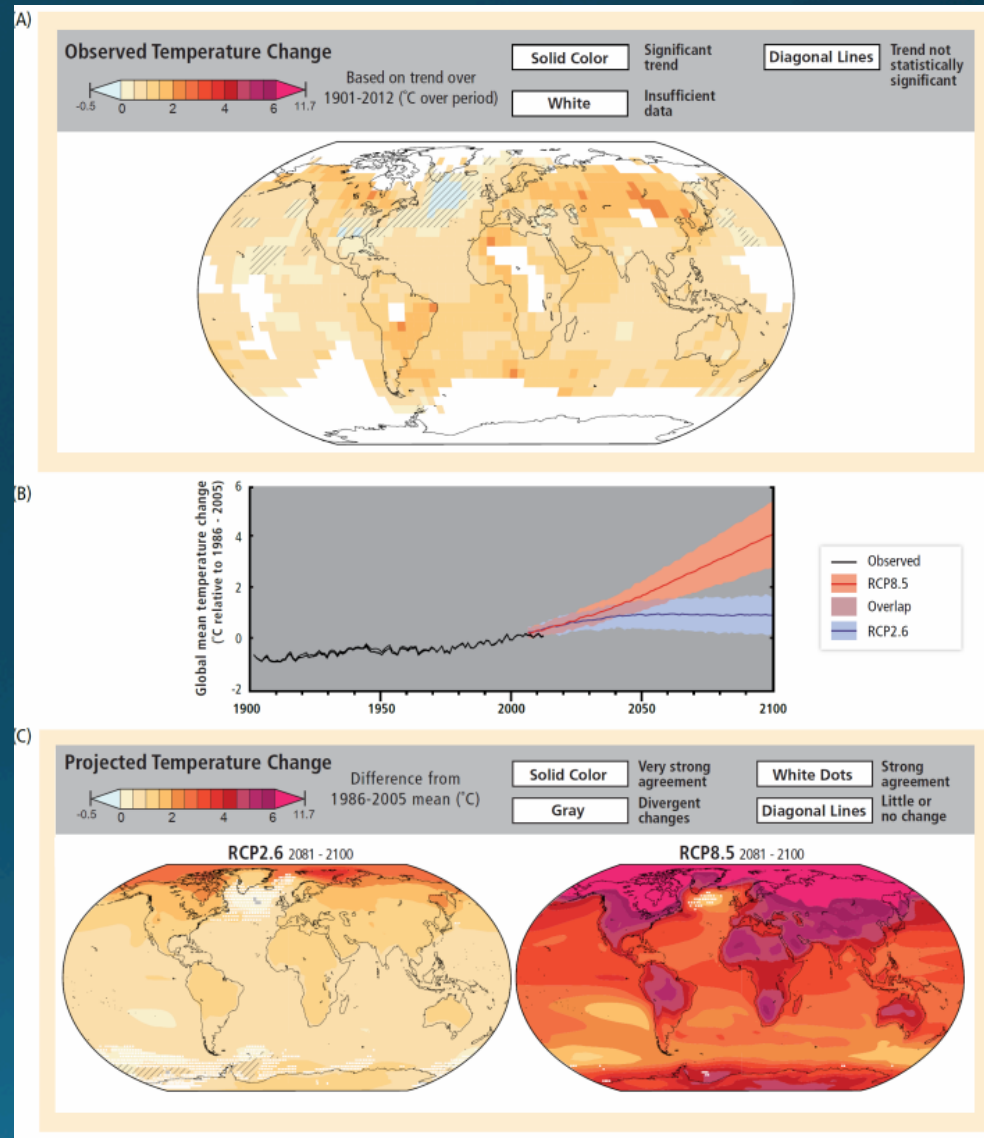 (A)
Observed Temperature Change
-0.5
0
2
4
6
11.7
Based on trend over
1901-2012 (°C over period)
Solid Color
Significant
trend
White
Insufficient
data
Diagonal Lines
Trend not
statistically
significant
(B)
Global mean temperature change
(°C relative to 1986 - 2005)
6
4
2
0
-2
1900
1950
2000
2050
2100
Observed
RCP8.5
Overlap
RCP2.6
(C)
Projected Temperature Change
-0.5
0
2
4
6
11.7
Difference from
1986-2005 mean (°C)
Solid Color
Very strong
agreement
Gray
Divergent
changes
White Dots
Strong
agreement
Diagonal Lines
Little or
no change
RCP2.6 2081 - 2100
RCP8.5 2081 - 2100